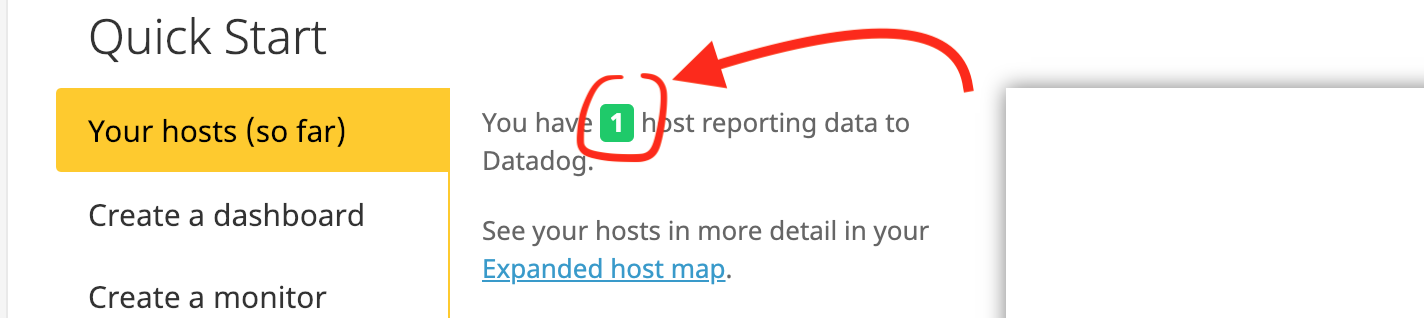 Quick Start
Your hosts (so far)
Create a dashboard
Create a monitor
You have 1 host reporting data to
Datadog.
See your hosts in more detail in your
Expanded host map.